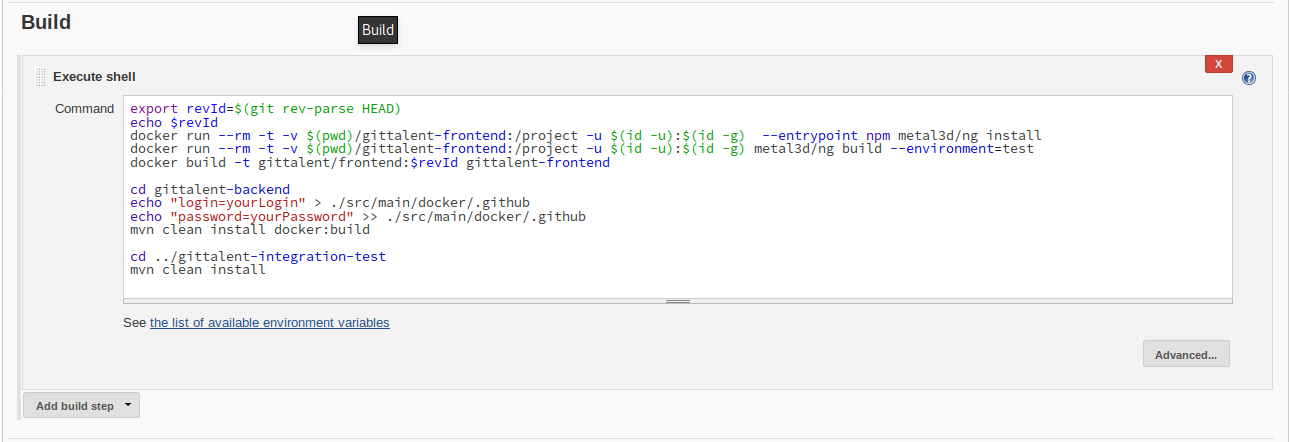 Build
Build
Execute shell
X
Command
export revId=$(git rev-parse HEAD)
echo $revId
docker run --rm -t -v $(pwd)/gittalent-frontend:/project -u $(id -u):$(id -g)  --entrypoint npm metal3d/ng install
docker run --rm -t -v $(pwd)/gittalent-frontend:/project -u $(id -u):$(id -g) metal3d/ng build --environment=test
docker build -t gittalent/frontend:$revId gittalent-frontend
cd gittalent-backend
echo "login=yourLogin" > ./src/main/docker/.github
echo "password=yourPassword" >> ./src/main/docker/.github
mvn clean install docker:build
cd ../gittalent-integration-test
mvn clean install
See the list of available environment variables
Advanced...
Add build step